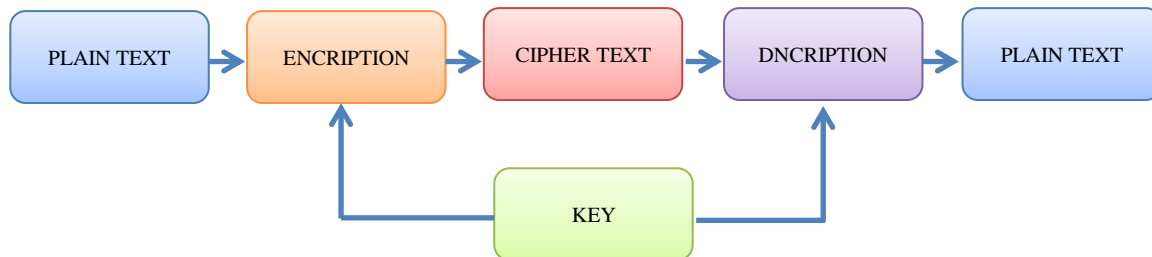 PLAIN TEXT
ENCRIPTION
CIPHER TEXT
DNCRIPTION
PLAIN TEXT
KEY